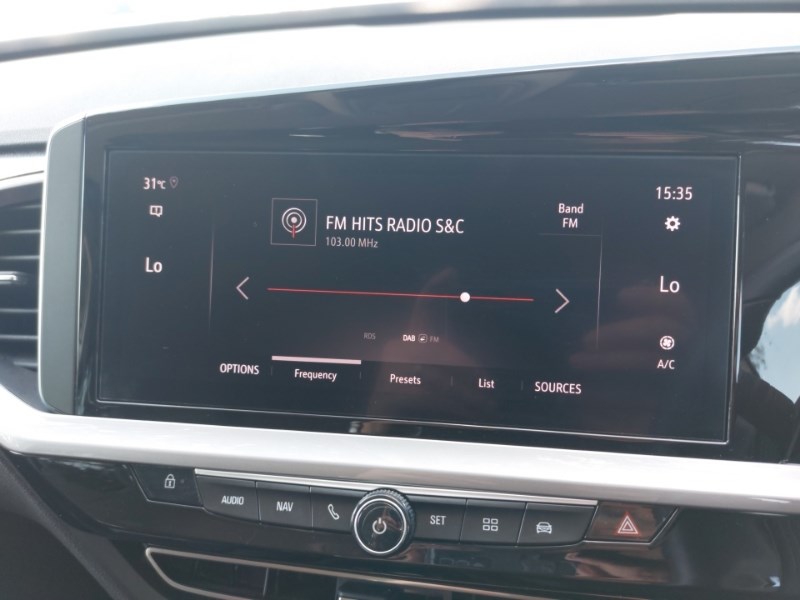 31°C
15:35
FM HITS RADIO S&C
103.00 MHz
Band
FM
Lo
Lo
RDS
DAB FM
A/C
OPTIONS
Frequency
Presets
List
SOURCES
AUDIO
NAV
SET